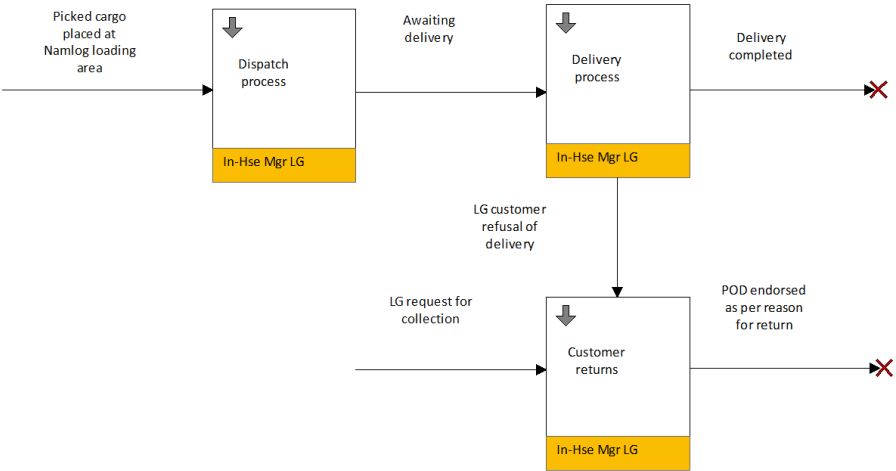 Picked cargo
placed at
Namlog loading
area
Dispatch
process
In-Hse Mgr LG
Awaiting
delivery
Delivery
process
In-Hse Mgr LG
Delivery
completed
LG customer
refusal of
delivery
LG request for
collection
Customer
returns
In-Hse Mgr LG
POD endorsed
as per reason
for return